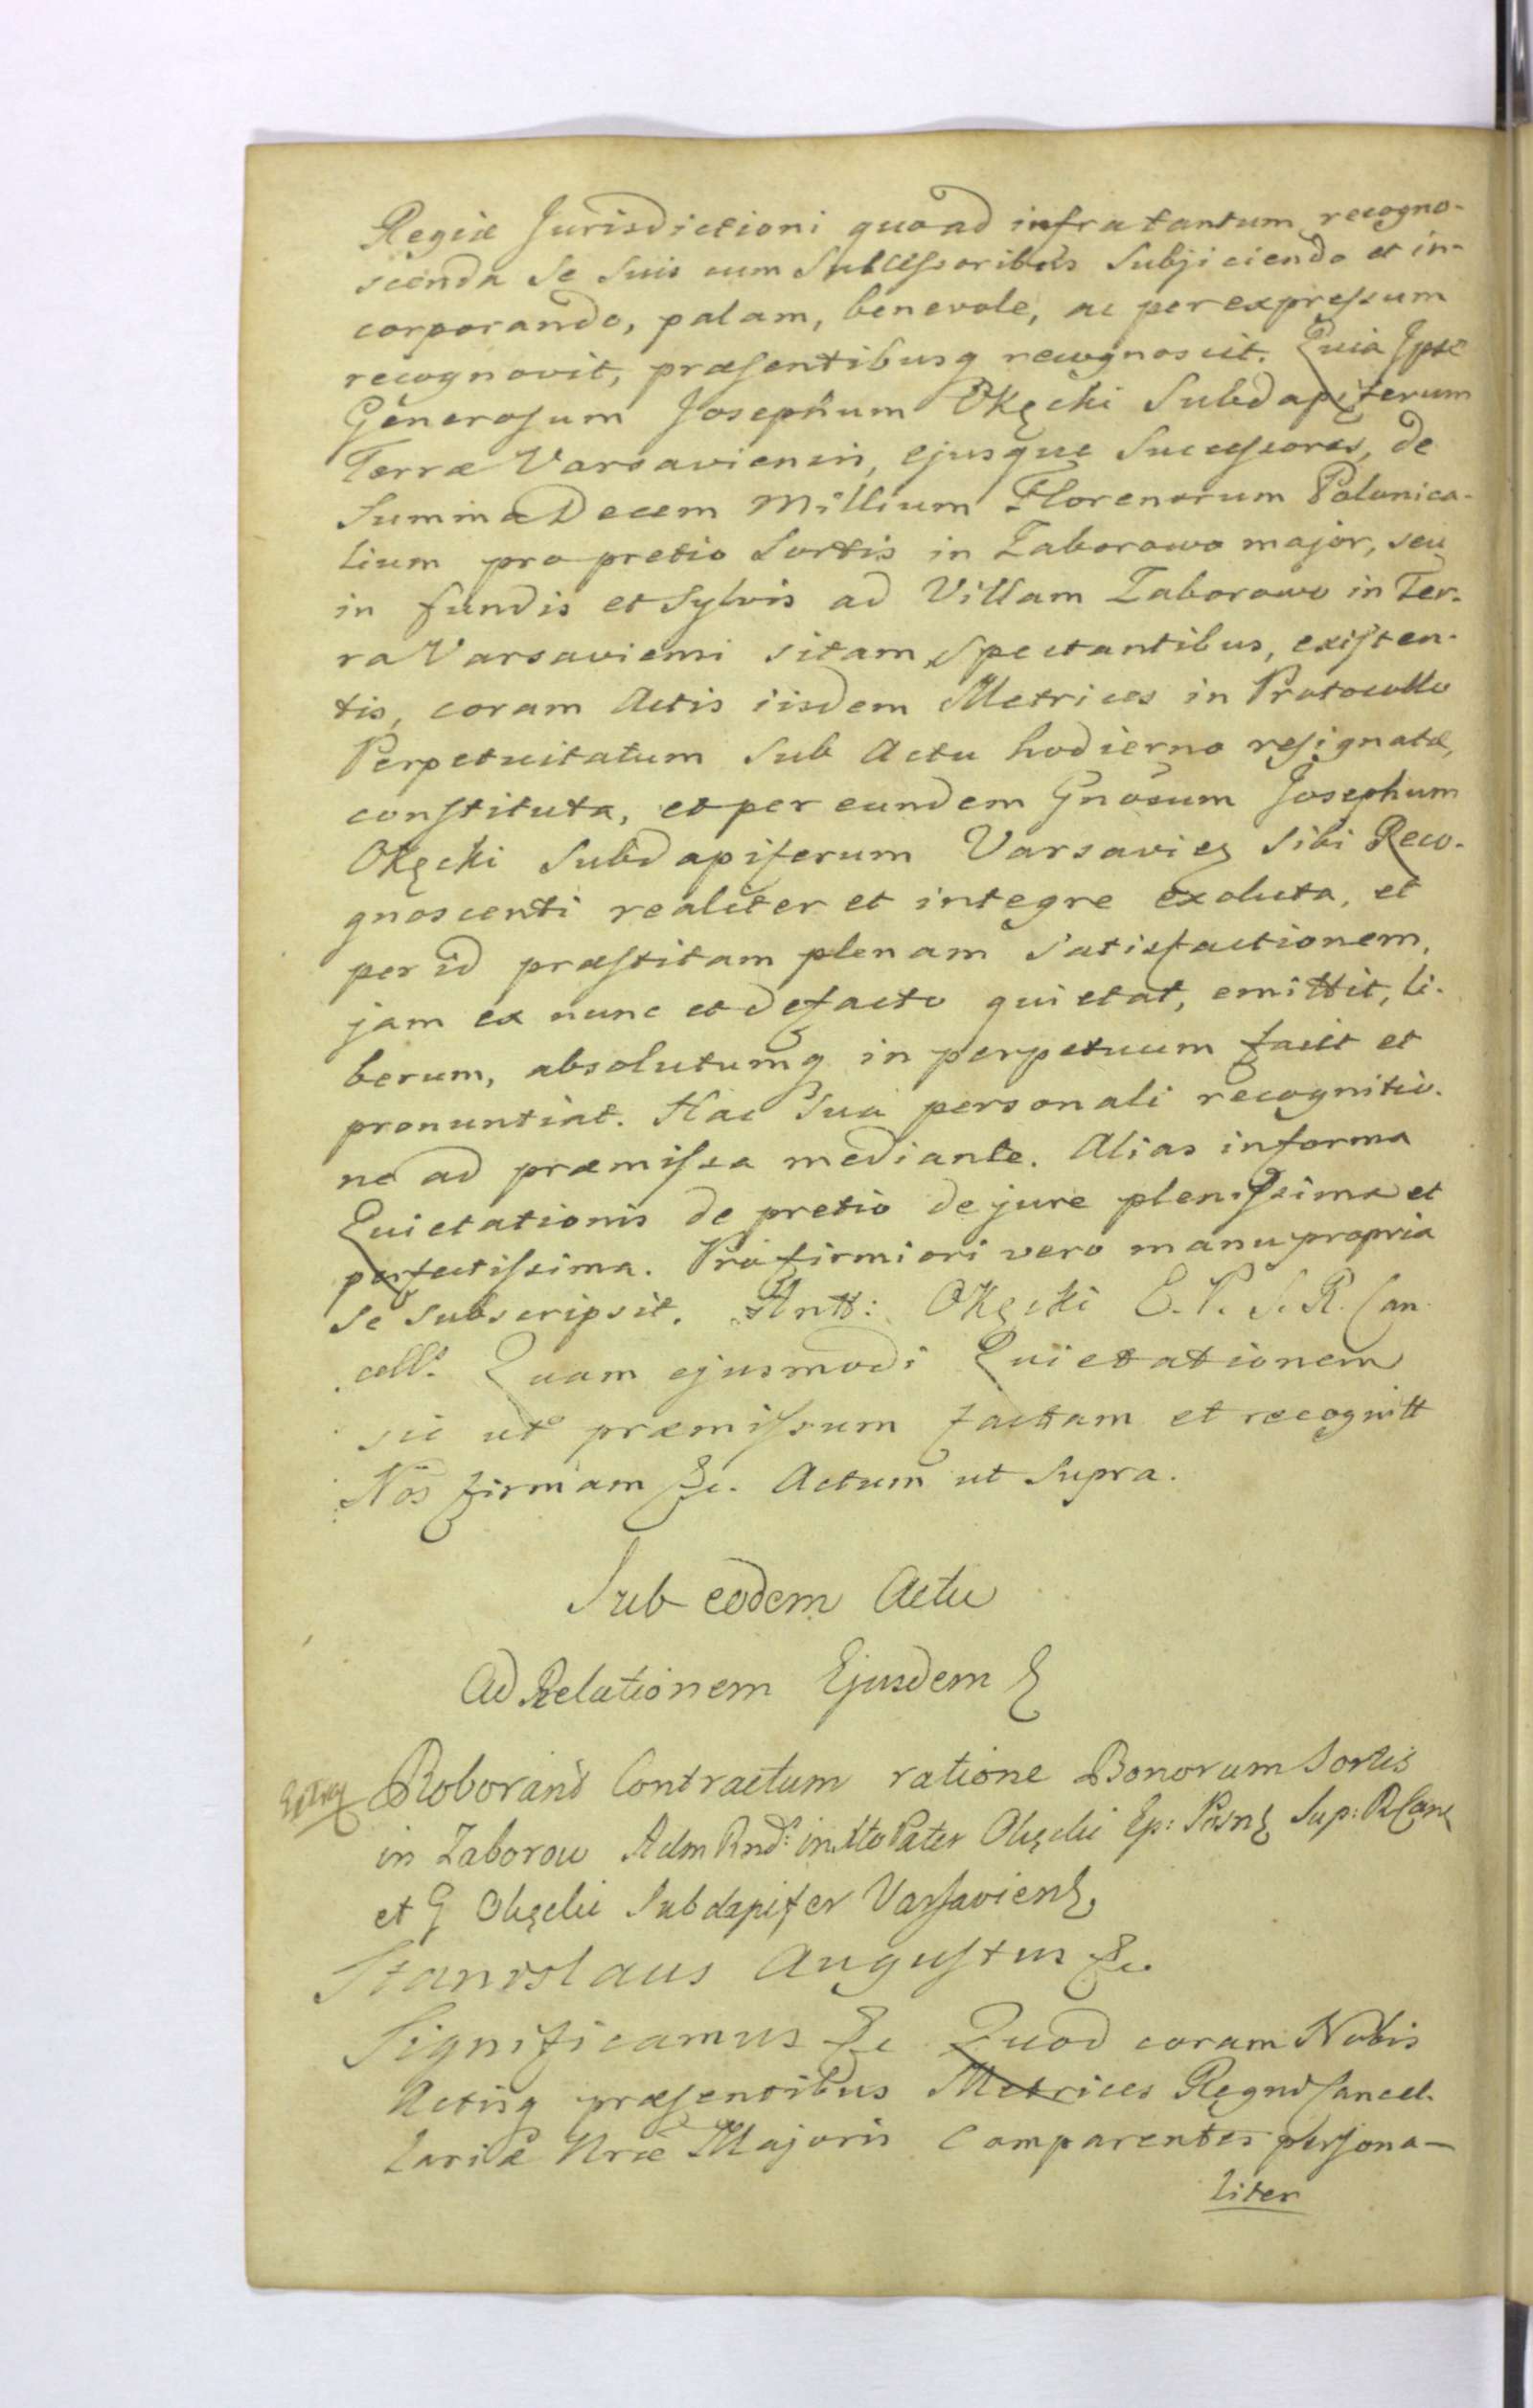 Regiæ Jurisdictioni quoad infra tantum recogno-
scenda se suis cum Successoribus subjiciendo et in-
corporando, palam, benevole, ac per expressum
recognovit, præsentibusq recognoscit. Quia Ipse
Generosum Josephum Okęcki Subdapiferum
Terræ Varsaviensis, ejusque Successores, de
Summa Decem Millium Florenorum Polonica-
lium pro pretio Sortis in Zaborowo major, seu
in fundis et Sylvis ad Villam Zaborowo in Ter-
ra Varsaviensi sitam Spectantibus, existen-
tis, coram Actis iisdem Metrices in Protocollo
Perpetuitatum sub Actu hodierno resignatæ,
constituta, et per eundem Gnosum Josephum
Okęcki Subdapiferum Varsavien sibi Reco-
gnoscenti realiter et integre exoluta, et
per id præstitam plenam Satisfactionem,
jam ex nunc et de facto quietat, emittit, li-
berum, absolutumq in perpetuum facit et
pronuntiat. Hac sua personali recognitio-
ne ad præmissa mediante. Alias in forma
Quietationis de pretio de jure plenissima et
perfectissima. Pro firmiori vero manu propria
se subscripsit. Antt: Okęcki E. P. S. R. Can
cell: Quam ejusmodi Quietationem
sic ut præmissum factam et recognitt
Nos firmam &c. Actum ut Supra.
Sub eodem Actu
Ad Relationem Ejusdem
Roborand Contractum ratione Bonorum Sortis
in Zaborow Adm Rnd: Pater Okęcki Ep: Posn Sup: R Canc
et G Okęcki Subdapifer Varsavien
Stanislaus Augustus &c.
Significamus &c Quod coram Nobis
Actisq præsentibus Metrices Regni Cancel-
lariæ Nræ Majoris Comparentes persona-
liter